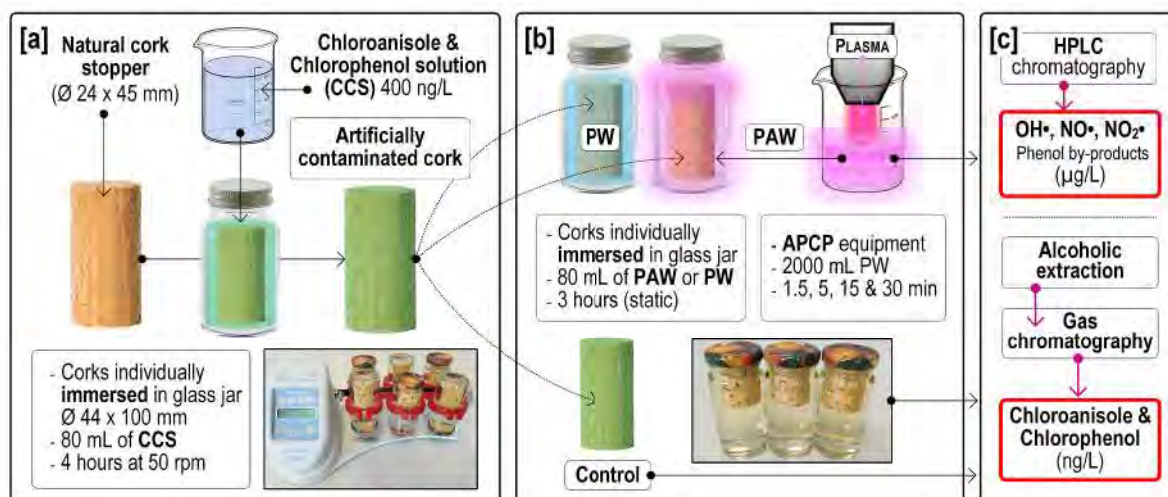 [a]
Natural cork
stopper
(Ø 24 x 45 mm)
Chloroanisole &
Chlorophenol solution
(CCS) 400 ng/L
Artificially
contaminated cork
- Corks individually
immersed in glass jar
Ø 44 x 100 mm
- 80 mL of CCS
- 4 hours at 50 rpm
[b]
PW
PAW
PLASMA
- Corks individually
immersed in glass jar
- 80 mL of PAW or PW
- 3 hours (static)
- APCP equipment
- 2000 mL PW
- 1.5, 5, 15 & 30 min
Control
[c]
HPLC
chromatography
OH•, NO•, NO₂•
Phenol by-products
(µg/L)
Alcoholic
extraction
Gas
chromatography
Chloroanisole &
Chlorophenol
(ng/L)